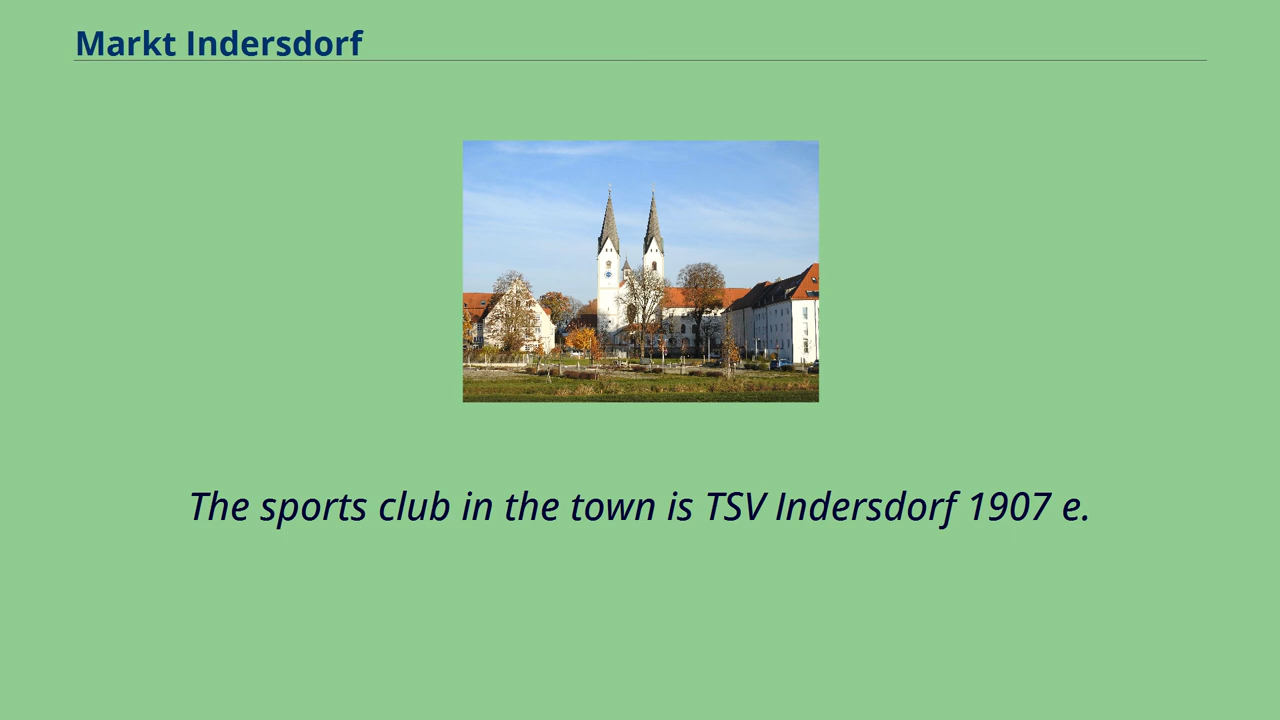 Markt Indersdorf
The sports club in the town is TSV Indersdorf 1907 e.